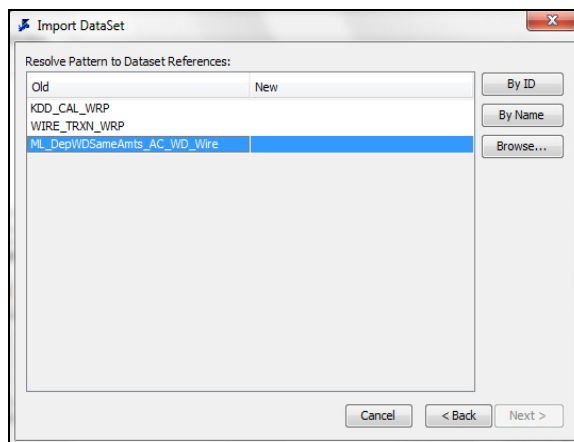 Import DataSet
Resolve Pattern to Dataset References:
Old New
By ID
KDD_CAL_WRP
By Name
WIRE_TRXN_WRP
ML_DepWDSameAmts_AC_WD_Wire
Browse...
Cancel < Back Next >